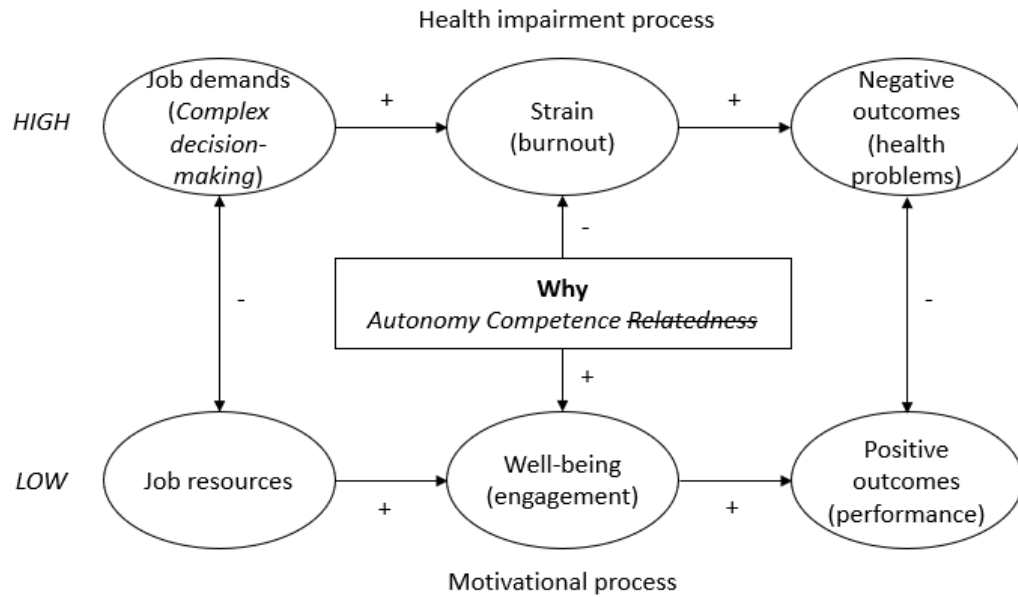 Health impairment process
HIGH
Job demands
(Complex
decision-
making)
+
Strain
(burnout)
+
Negative
outcomes
(health
problems)
-
-
-
Why
Autonomy Competence Relatedness
+
LOW
Job resources
+
Well-being
(engagement)
+
Positive
outcomes
(performance)
Motivational process